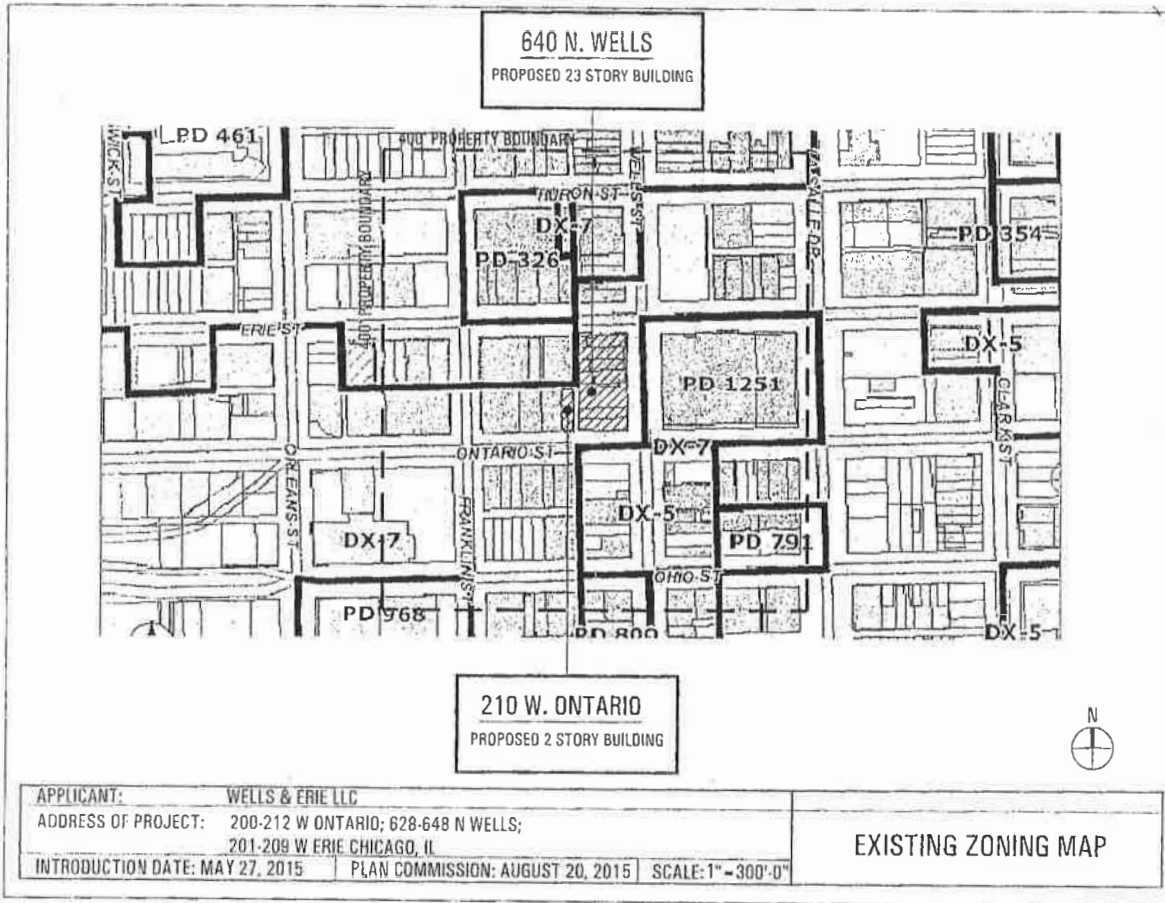 640 N. WELLS
PROPOSED 23 STORY BUILDING
PD 461
400' PROPERTY BOUNDARY
WELLS ST
LASALLE DR
400' PROPERTY BOUNDARY
HURON ST
DX-7
PD 326
PD 354
ERIE ST
DX-5
PD 1251
CLARK ST
ORLEANS ST
ONTARIO ST
DX-7
FRANKLIN ST
DX-5
DX-7
PD 791
OHIO ST
PD 968
PD 800
DX-5
210 W. ONTARIO
PROPOSED 2 STORY BUILDING
N
APPLICANT: WELLS & ERIE LLC
ADDRESS OF PROJECT: 200-212 W ONTARIO; 628-648 N WELLS;
201-209 W ERIE CHICAGO, IL
INTRODUCTION DATE: MAY 27, 2015 PLAN COMMISSION: AUGUST 20, 2015 SCALE: 1" = 300'-0"
EXISTING ZONING MAP